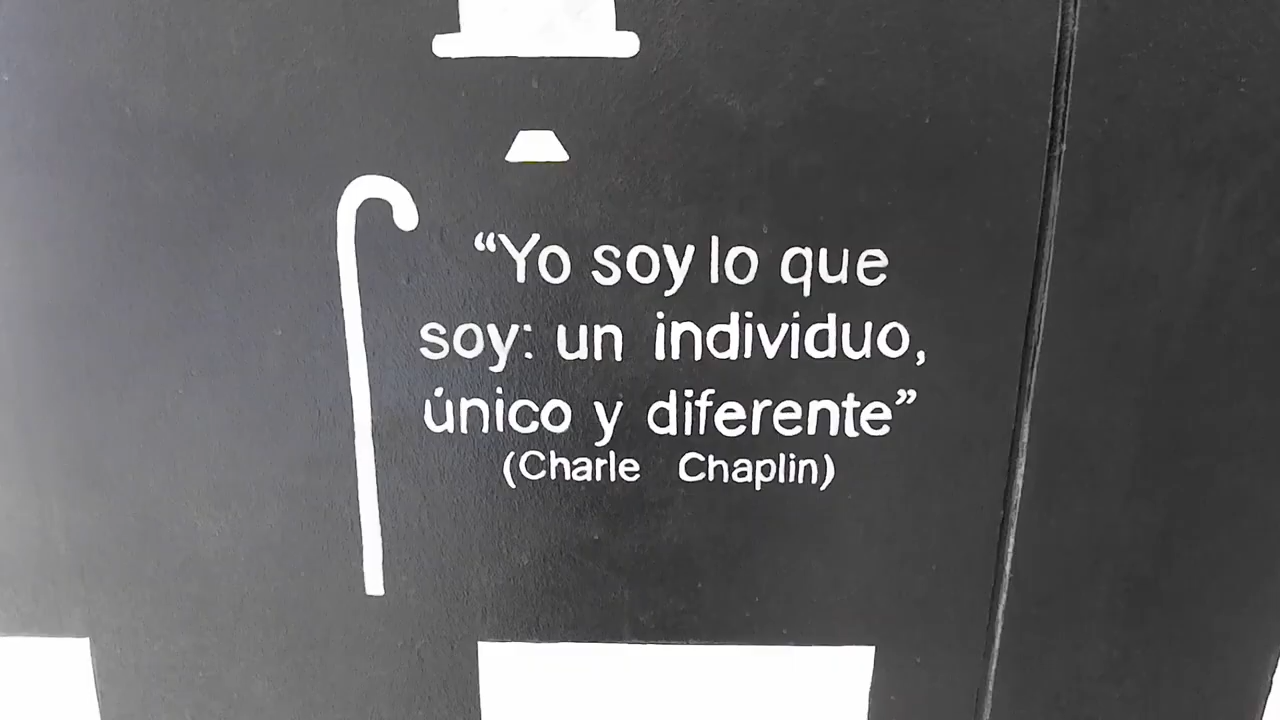 “Yo soy lo que
soy: un individuo,
único y diferente”
(Charle Chaplin)